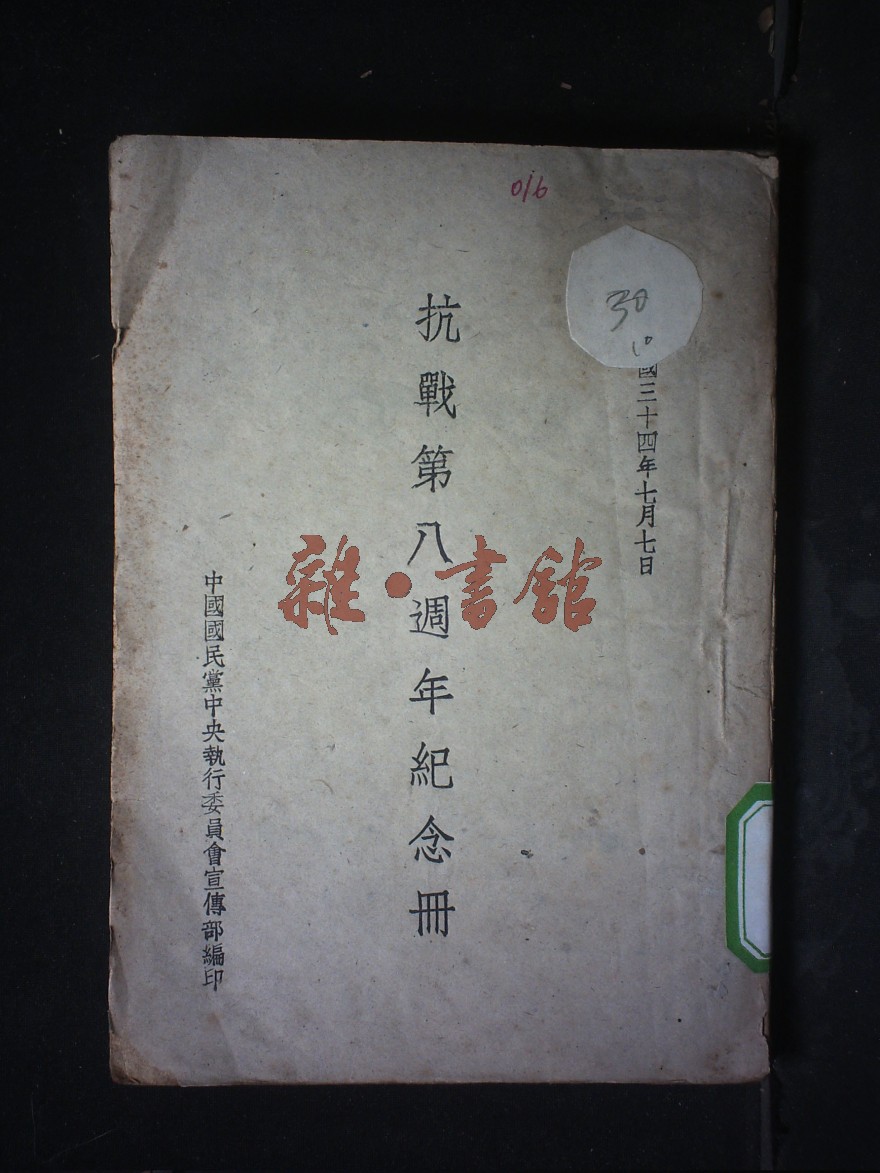 016
30
10
國三十四年七月七日
抗戰第八週年紀念冊
雜·書館
中國國民黨中央執行委員會宣傳部編印